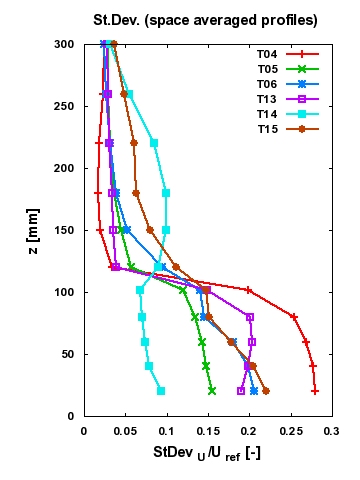 St.Dev. (space averaged profiles)
300
250
200
150
100
50
0
z [mm]
T04
T05
T06
T13
T14
T15
0 0.05 0.1 0.15 0.2 0.25 0.3
StDev U /U ref [-]